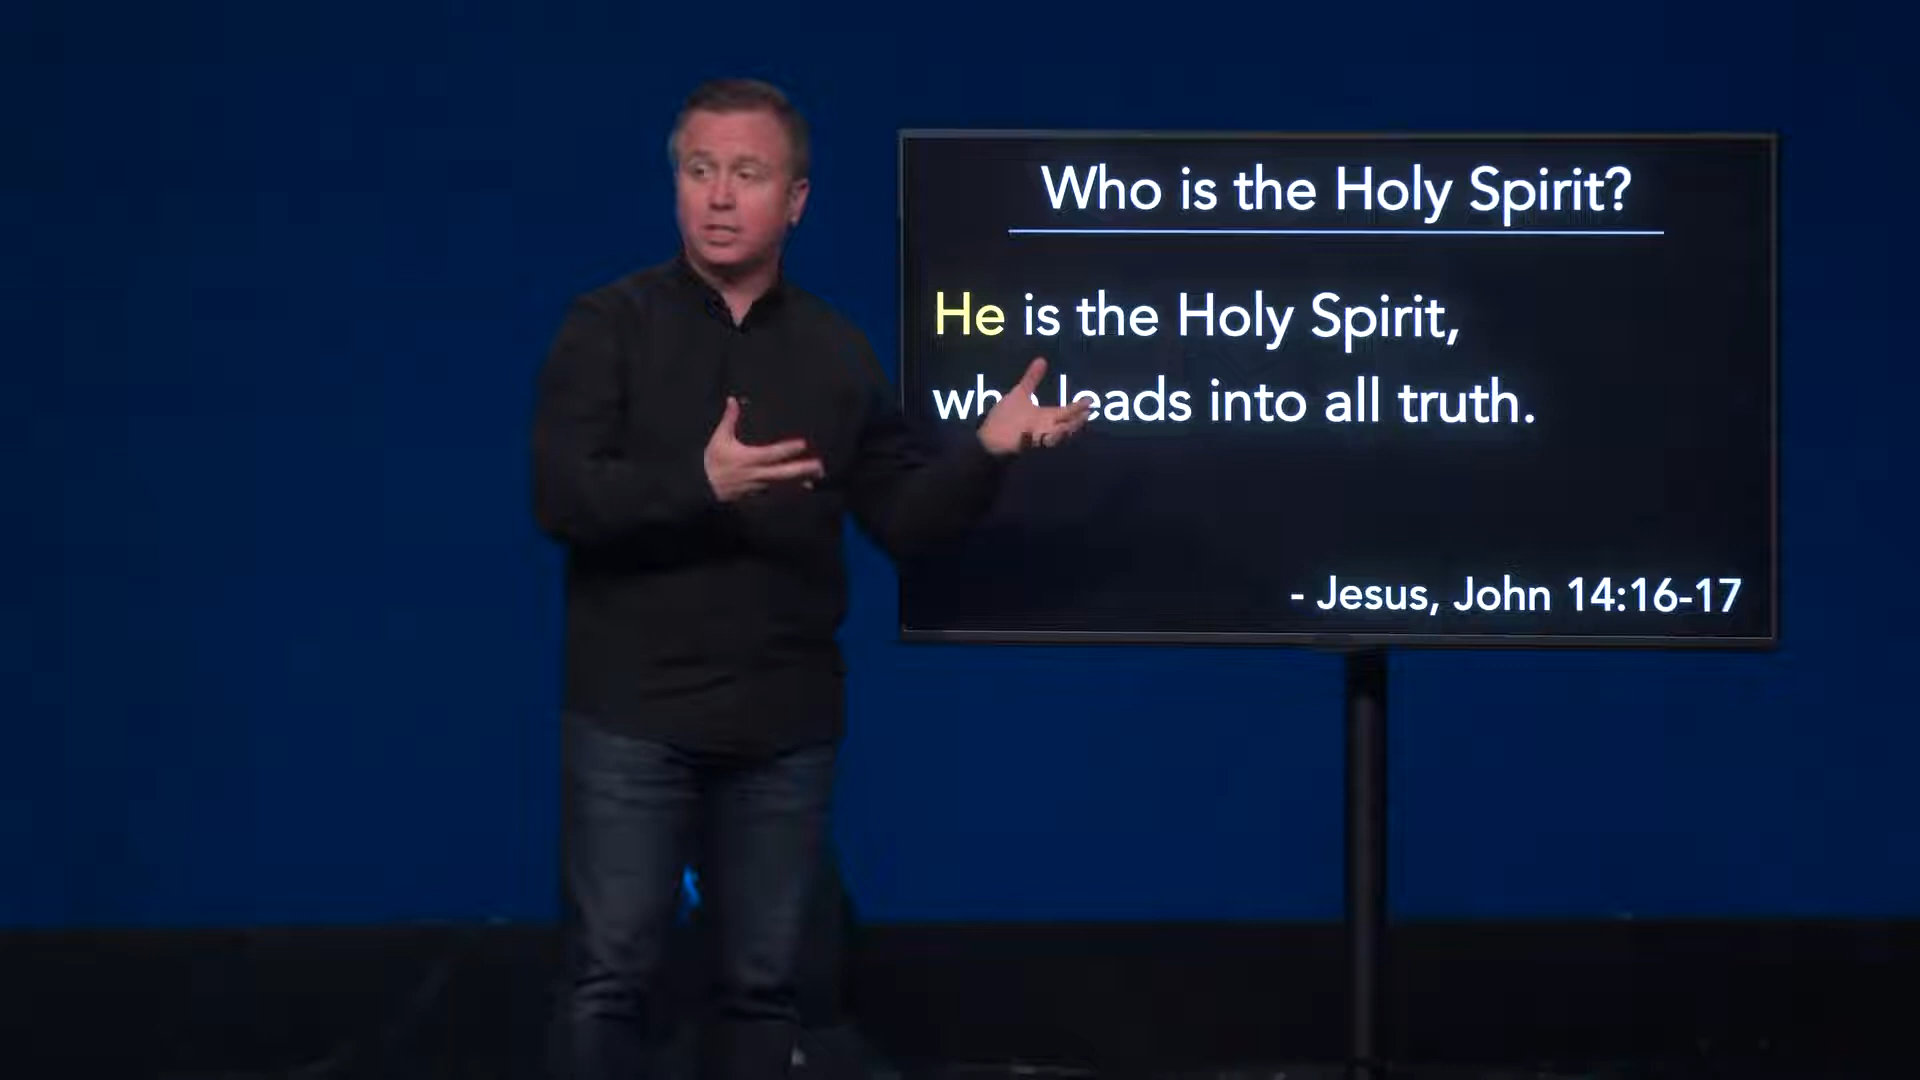 Who is the Holy Spirit?
He is the Holy Spirit,
who leads into all truth.
- Jesus, John 14:16-17